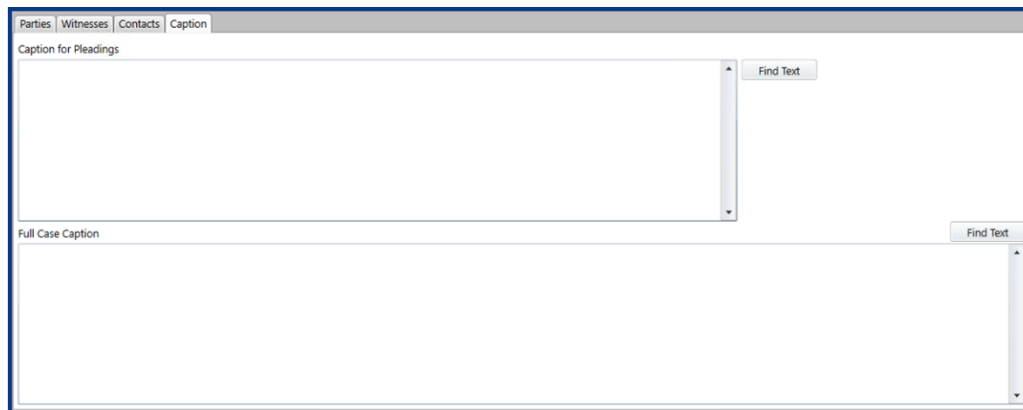 Parties Witnesses Contacts Caption
Caption for Pleadings
Find Text
Full Case Caption
Find Text